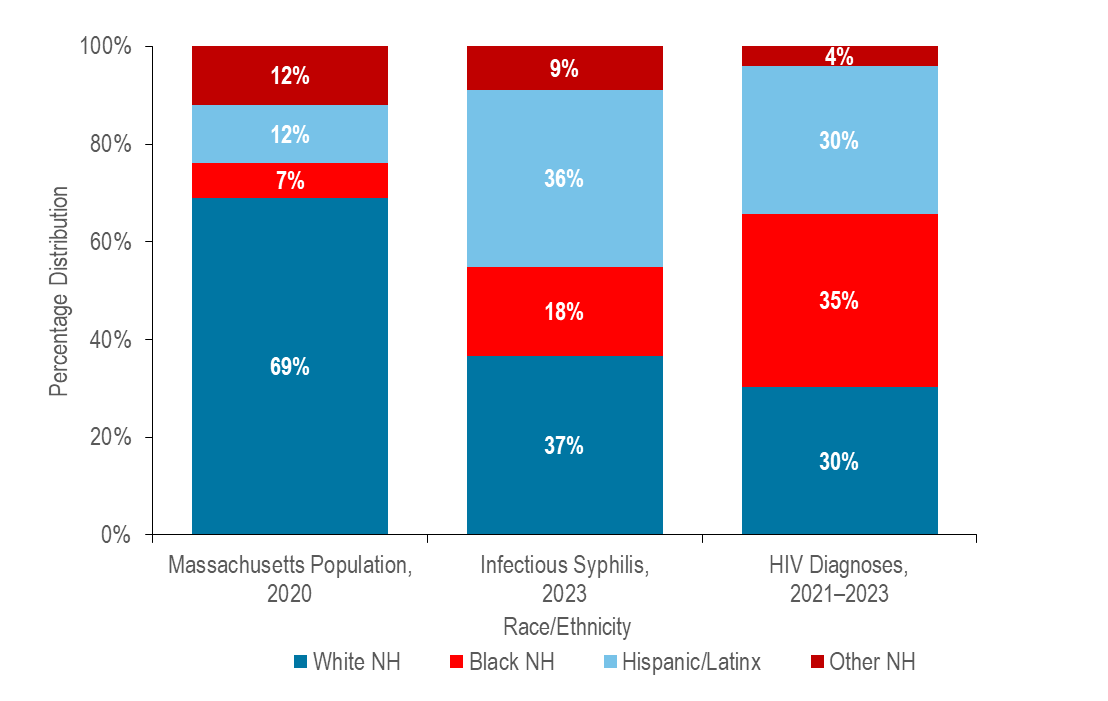 100%
80%
60%
40%
20%
0%
Percentage Distribution
12%
12%
7%
69%
9%
36%
18%
37%
4%
30%
35%
30%
Massachusetts Population,
2020
Infectious Syphilis,
2023
HIV Diagnoses,
2021–2023
Race/Ethnicity
White NH
Black NH
Hispanic/Latinx
Other NH